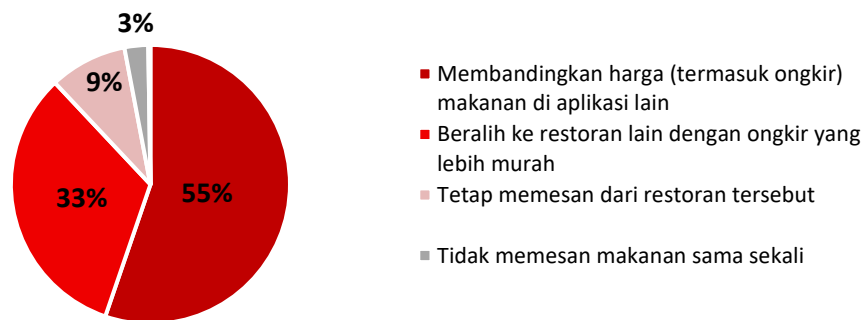 3%
9%
33%
55%
Membandingkan harga (termasuk ongkir)
makanan di aplikasi lain
Beralih ke restoran lain dengan ongkir yang
lebih murah
Tetap memesan dari restoran tersebut
Tidak memesan makanan sama sekali